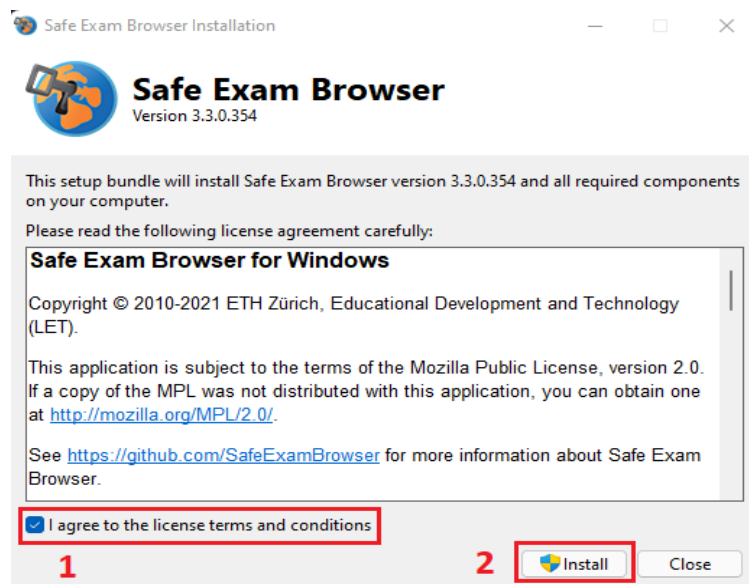 Safe Exam Browser Installation
Safe Exam Browser
Version 3.3.0.354
This setup bundle will install Safe Exam Browser version 3.3.0.354 and all required components
on your computer.
Please read the following license agreement carefully:
Safe Exam Browser for Windows
Copyright © 2010-2021 ETH Zürich, Educational Development and Technology
(LET).
This application is subject to the terms of the Mozilla Public License, version 2.0.
If a copy of the MPL was not distributed with this application, you can obtain one
at http://mozilla.org/MPL/2.0/.
See https://github.com/SafeExamBrowser for more information about Safe Exam
Browser.
I agree to the license terms and conditions
1
2 Install Close